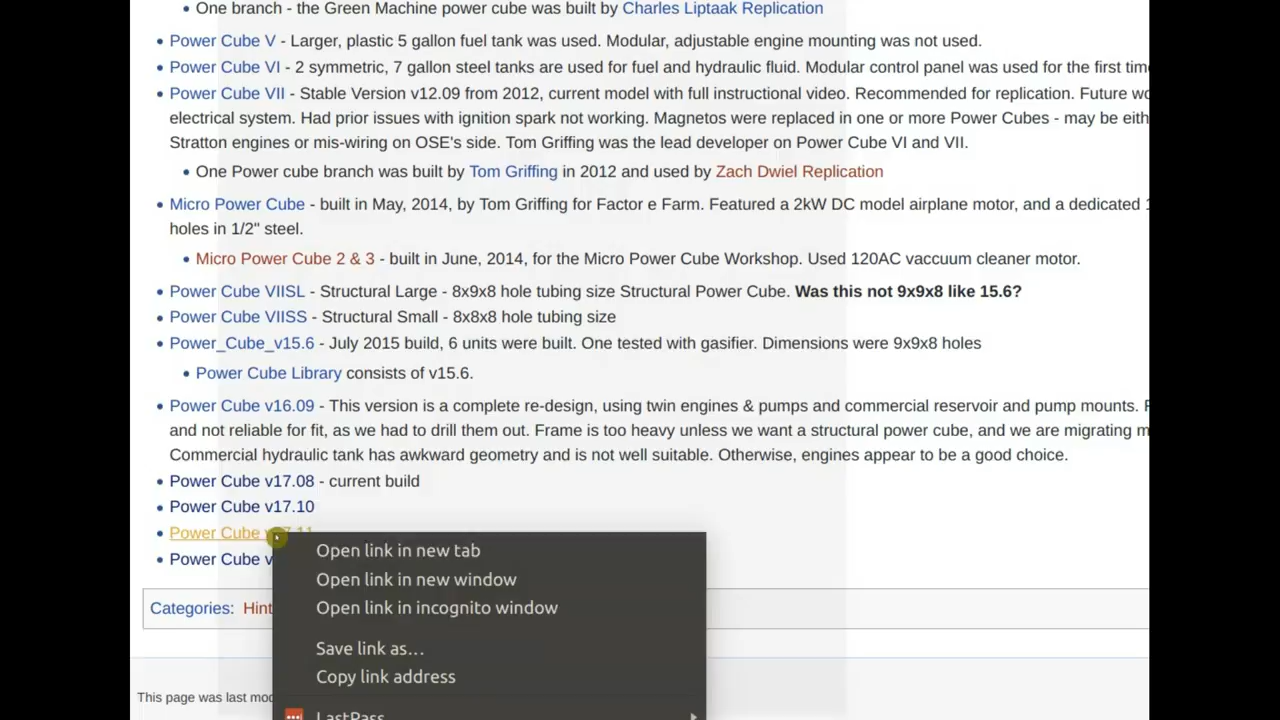 One branch - the Green Machine power cube was built by Charles Liptaak Replication
Power Cube V - Larger, plastic 5 gallon fuel tank was used. Modular, adjustable engine mounting was not used.
Power Cube VI - 2 symmetric, 7 gallon steel tanks are used for fuel and hydraulic fluid. Modular control panel was used for the first
Power Cube VII - Stable Version v12.09 from 2012, current model with full instructional video. Recommended for replication. Future
electrical system. Had prior issues with ignition spark not working. Magnetos were replaced in one or more Power Cubes - may be
Stratton engines or mis-wiring on OSE's side. Tom Griffing was the lead developer on Power Cube VI and VII.
One Power cube branch was built by Tom Griffing in 2012 and used by Zach Dwiel Replication
Micro Power Cube - built in May, 2014, by Tom Griffing for Factor e Farm. Featured a 2kW DC model airplane motor, and a dedicated
holes in 1/2" steel.
Micro Power Cube 2 & 3 - built in June, 2014, for the Micro Power Cube Workshop. Used 120AC vaccuum cleaner motor.
Power Cube VIISL - Structural Large - 8x9x8 hole tubing size Structural Power Cube. Was this not 9x9x8 like 15.6?
Power Cube VIISS - Structural Small - 8x8x8 hole tubing size
Power_Cube_v15.6 - July 2015 build, 6 units were built. One tested with gasifier. Dimensions were 9x9x8 holes
Power Cube Library consists of v15.6.
Power Cube v16.09 - This version is a complete re-design, using twin engines & pumps and commercial reservoir and pump mounts.
and not reliable for fit, as we had to drill them out. Frame is too heavy unless we want a structural power cube, and we are migrating
Commercial hydraulic tank has awkward geometry and is not well suitable. Otherwise, engines appear to be a good choice.
Power Cube v17.08 - current build
Power Cube v17.10
Power Cube v17.11
Power Cube
Open link in new tab
Open link in new window
Open link in incognito window
Save link as...
Copy link address
LastPass
Categories: Hint
This page was last